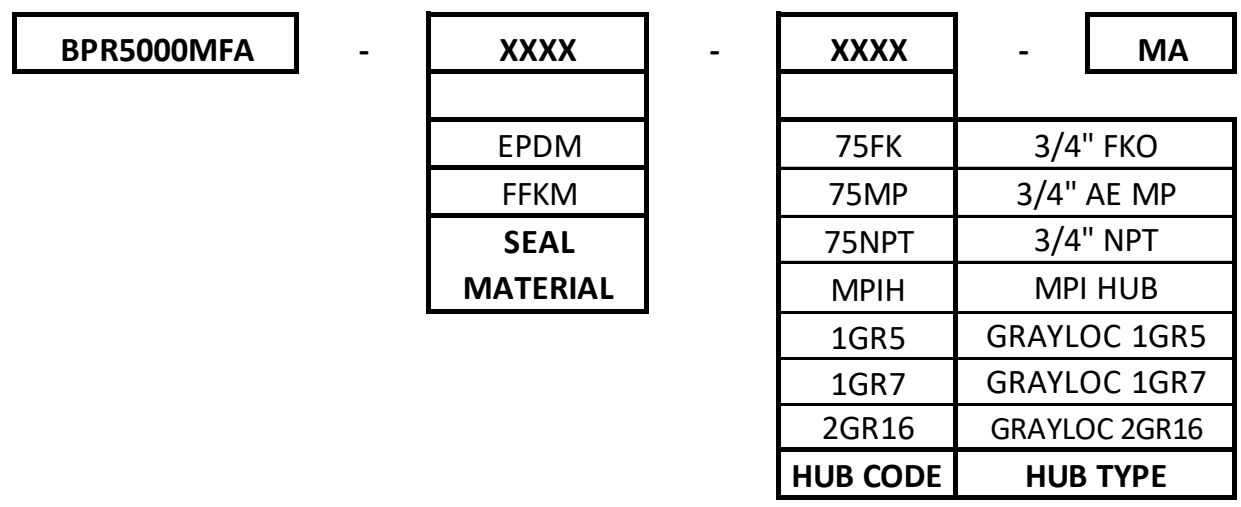 BPR5000MFA - XXXX - XXXX - MA
EPDM 75FK 3/4" FKO
FFKM 75MP 3/4" AE MP
SEAL 75NPT 3/4" NPT
MATERIAL MPIH MPI HUB
1GR5 GRAYLOC 1GR5
1GR7 GRAYLOC 1GR7
2GR16 GRAYLOC 2GR16
HUB CODE HUB TYPE